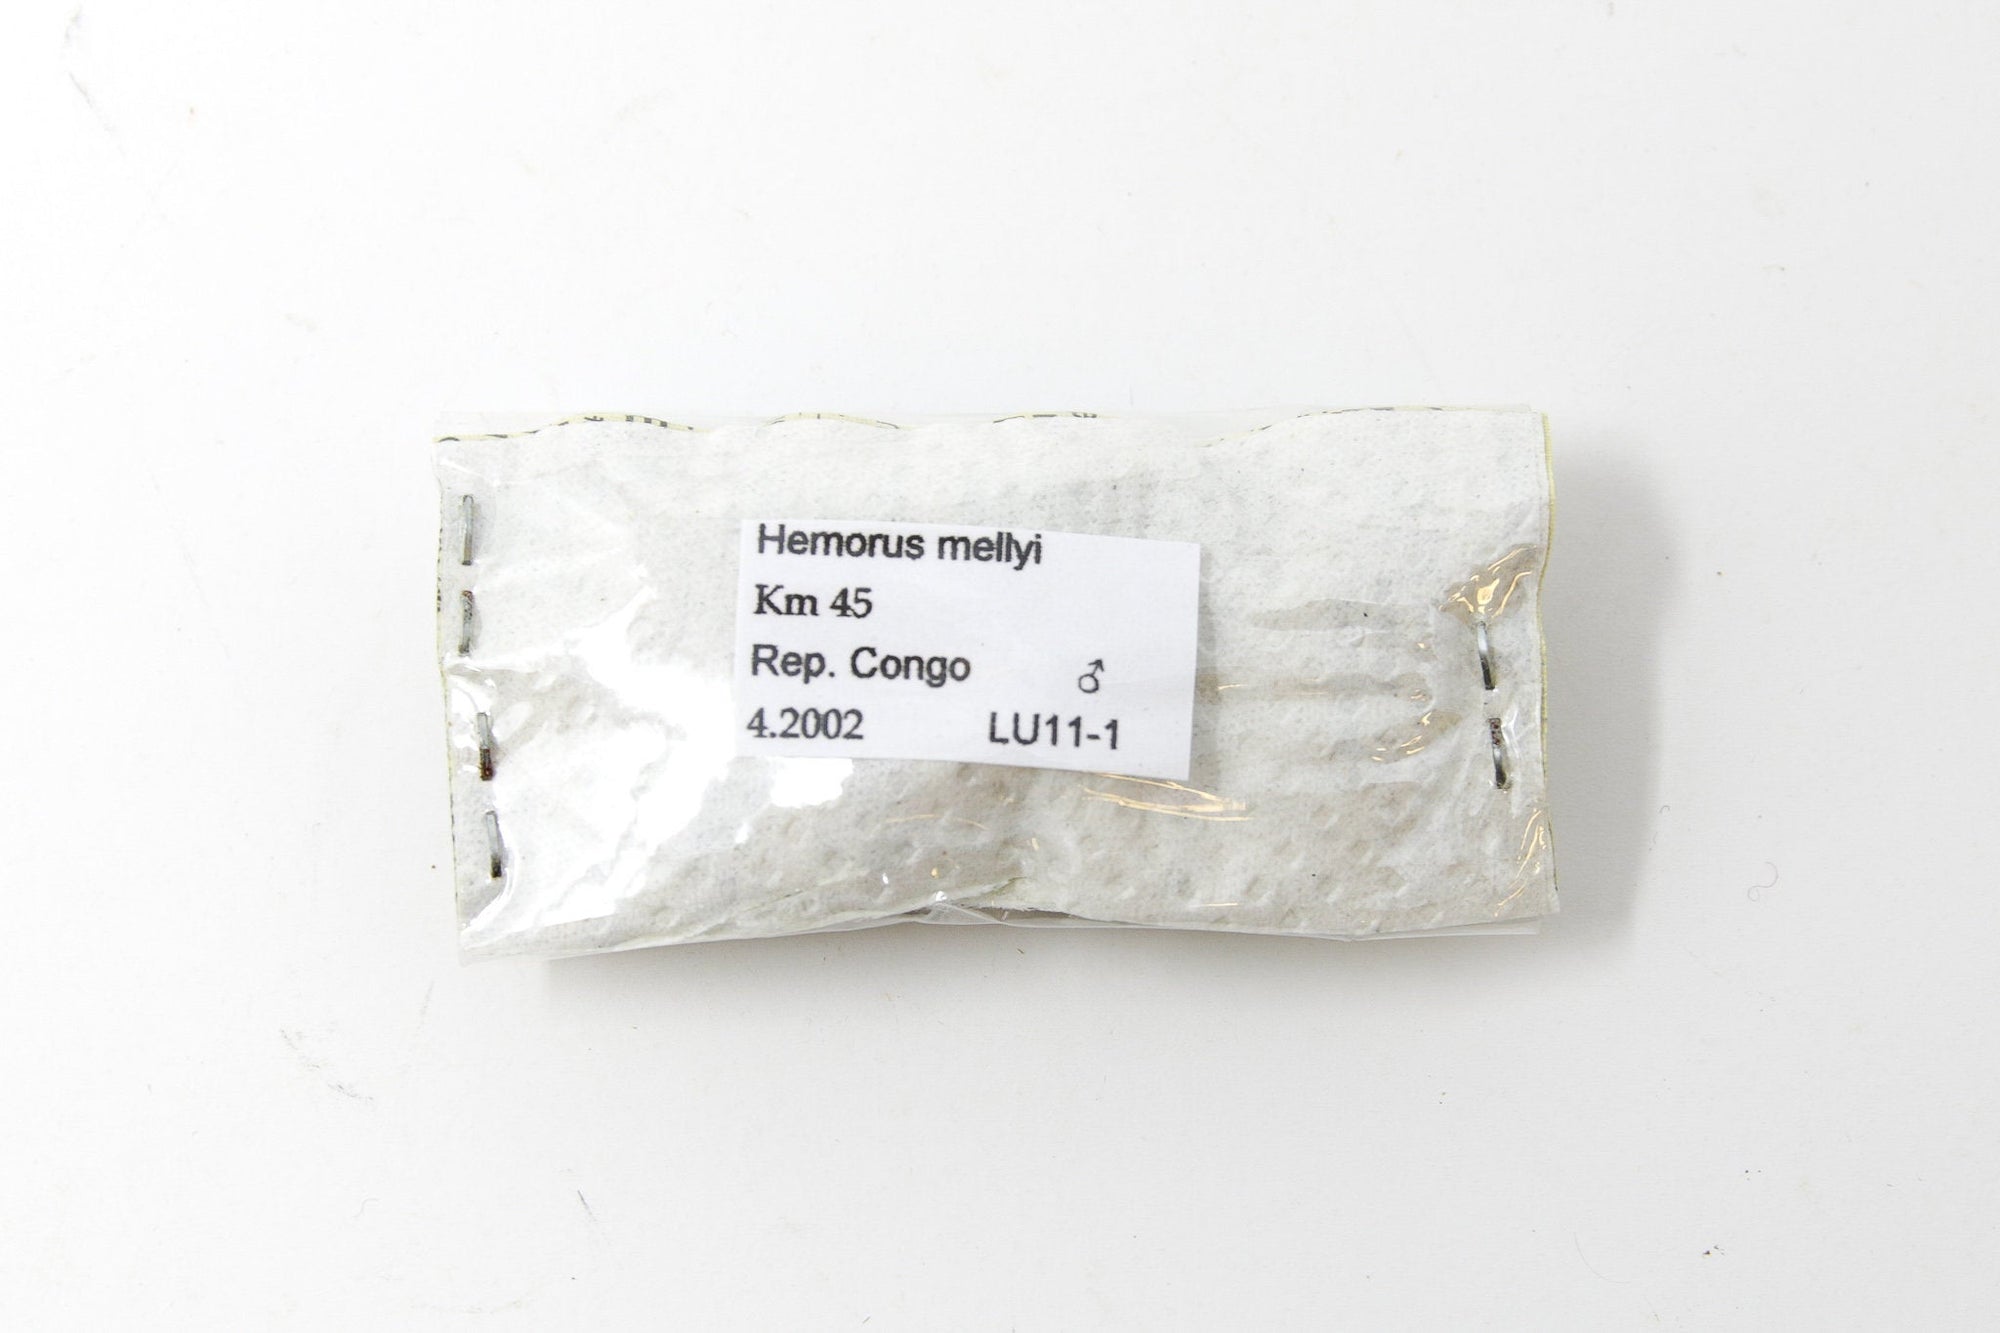 Hemorus mellyi
Km 45
Rep. Congo ♂
4.2002 LU11-1